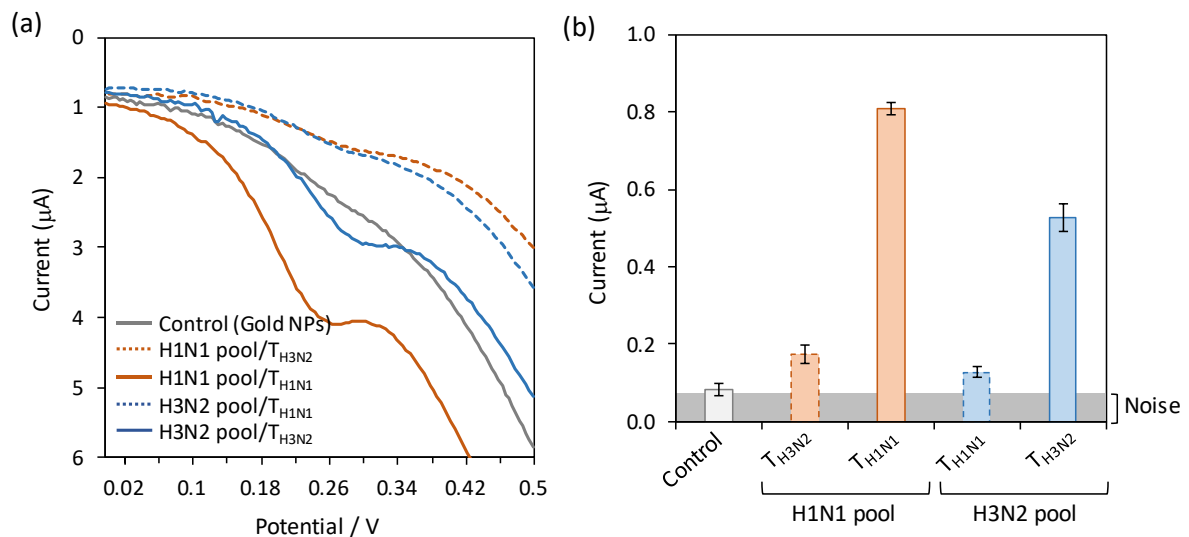 (a)
0
1
2
3
4
5
6
Current (µA)
Control (Gold NPs)
H1N1 pool/TH3N2
H1N1 pool/TH1N1
H3N2 pool/TH1N1
H3N2 pool/TH3N2
0.02 0.1 0.18 0.26 0.34 0.42 0.5
Potential / V
(b)
1.0
0.8
0.6
0.4
0.2
0.0
Current (µA)
Noise
Control TH3N2 TH1N1 TH1N1 TH3N2
H1N1 pool H3N2 pool